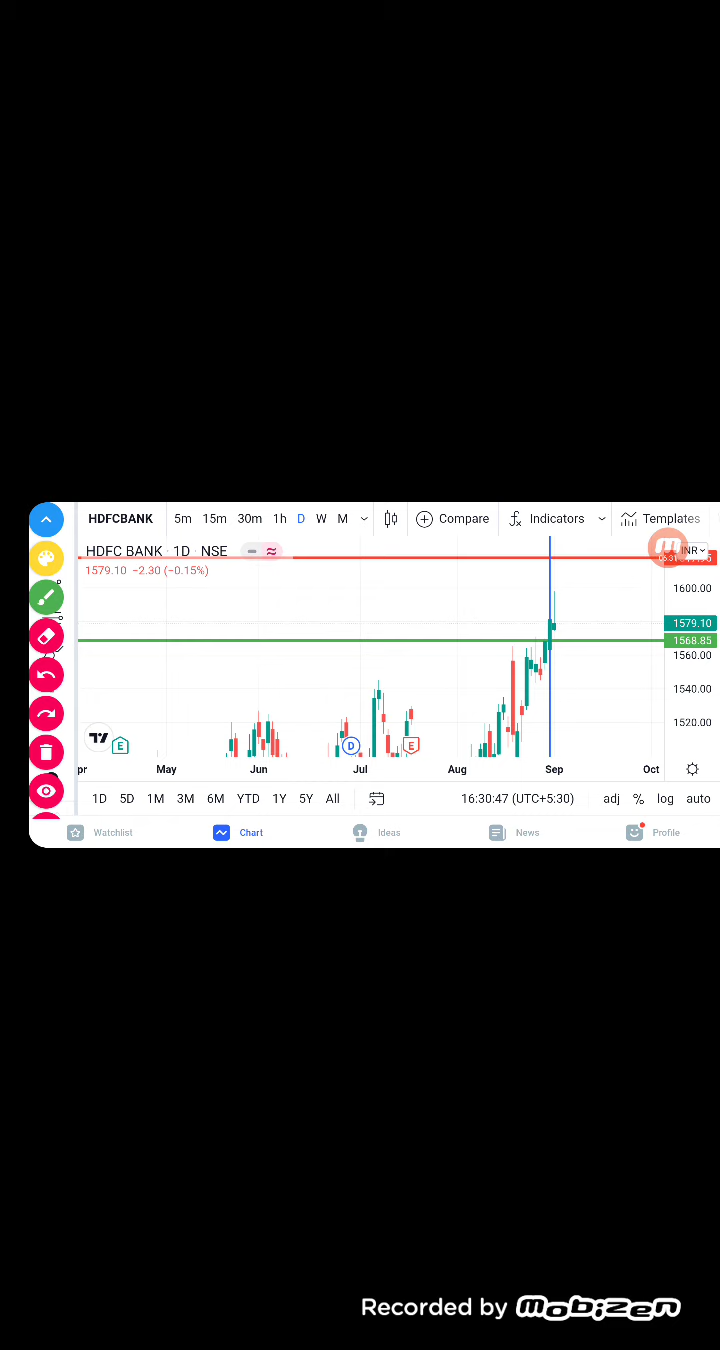 HDFCBANK 5m 15m 30m 1h D W M Compare Indicators Templates
HDFC BANK · 1D · NSE
INR
1579.10 −2.30 (−0.15%)
1600.00
1579.10
1568.85
1560.00
1540.00
1520.00
E D E
pr May Jun Jul Aug Sep Oct
1D 5D 1M 3M 6M YTD 1Y 5Y All 16:30:47 (UTC+5:30) adj % log auto
Watchlist Chart Ideas News Profile
Recorded by mobizen